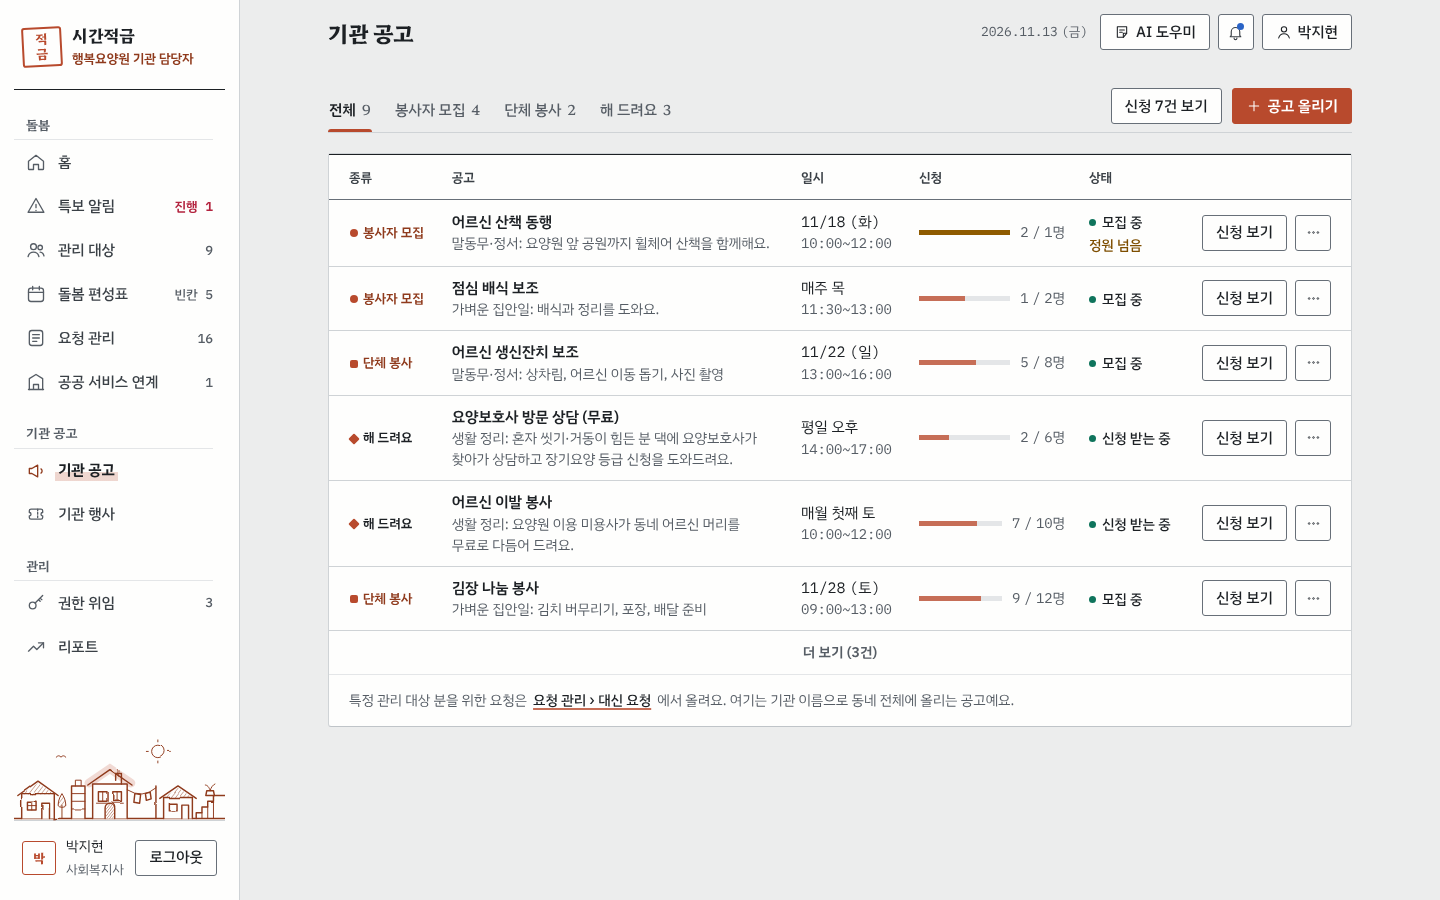 적금
시간적금
행복요양원 기관 담당자
돌봄
홈
특보 알림 진행 1
관리 대상 9
돌봄 편성표 빈칸 5
요청 관리 16
공공 서비스 연계 1
기관 공고
기관 공고
기관 행사
관리
권한 위임 3
리포트
박
박지현
사회복지사
로그아웃
기관 공고
2026.11.13 (금)
AI 도우미
박지현
전체 9
봉사자 모집 4
단체 봉사 2
해 드려요 3
신청 7건 보기
+ 공고 올리기
종류 공고 일시 신청 상태
봉사자 모집
어르신 산책 동행
말동무·정서: 요양원 앞 공원까지 휠체어 산책을 함께해요.
11/18 (화)
10:00~12:00
2 / 1명
모집 중
정원 넘음
신청 보기
···
봉사자 모집
점심 배식 보조
가벼운 집안일: 배식과 정리를 도와요.
매주 목
11:30~13:00
1 / 2명
모집 중
신청 보기
···
단체 봉사
어르신 생신잔치 보조
말동무·정서: 상차림, 어르신 이동 돕기, 사진 촬영
11/22 (일)
13:00~16:00
5 / 8명
모집 중
신청 보기
···
해 드려요
요양보호사 방문 상담 (무료)
생활 정리: 혼자 씻기·거동이 힘든 분 댁에 요양보호사가
찾아가 상담하고 장기요양 등급 신청을 도와드려요.
평일 오후
14:00~17:00
2 / 6명
신청 받는 중
신청 보기
···
해 드려요
어르신 이발 봉사
생활 정리: 요양원 이용 미용사가 동네 어르신 머리를
무료로 다듬어 드려요.
매월 첫째 토
10:00~12:00
7 / 10명
신청 받는 중
신청 보기
···
단체 봉사
김장 나눔 봉사
가벼운 집안일: 김치 버무리기, 포장, 배달 준비
11/28 (토)
09:00~13:00
9 / 12명
모집 중
신청 보기
···
더 보기 (3건)
특정 관리 대상 분을 위한 요청은 요청 관리 › 대신 요청 에서 올려요. 여기는 기관 이름으로 동네 전체에 올리는 공고예요.